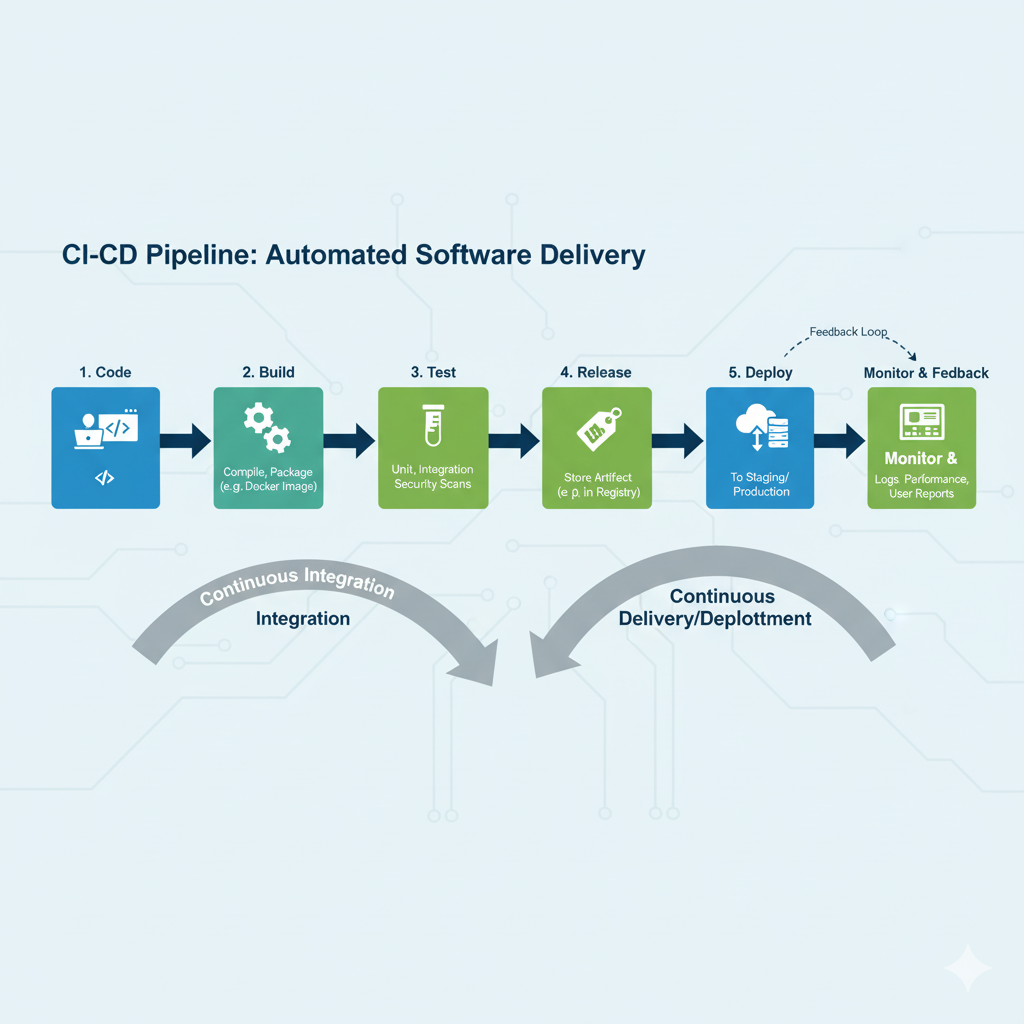 CI-CD Pipeline: Automated Software Delivery
Feedback Loop
1. Code
2. Build
3. Test
4. Release
5. Deploy
Monitor & Fedback
</>
</>
Compile, Package
(e.g. Docker Image)
Unit, Integration
Security Scans
Store Artifect
(e p, in Registry)
To Staging/
Production
Monitor &
Logs, Parformance,
User Reports
Continuous Integration
Integration
Continuous
Delivery/Deplottment